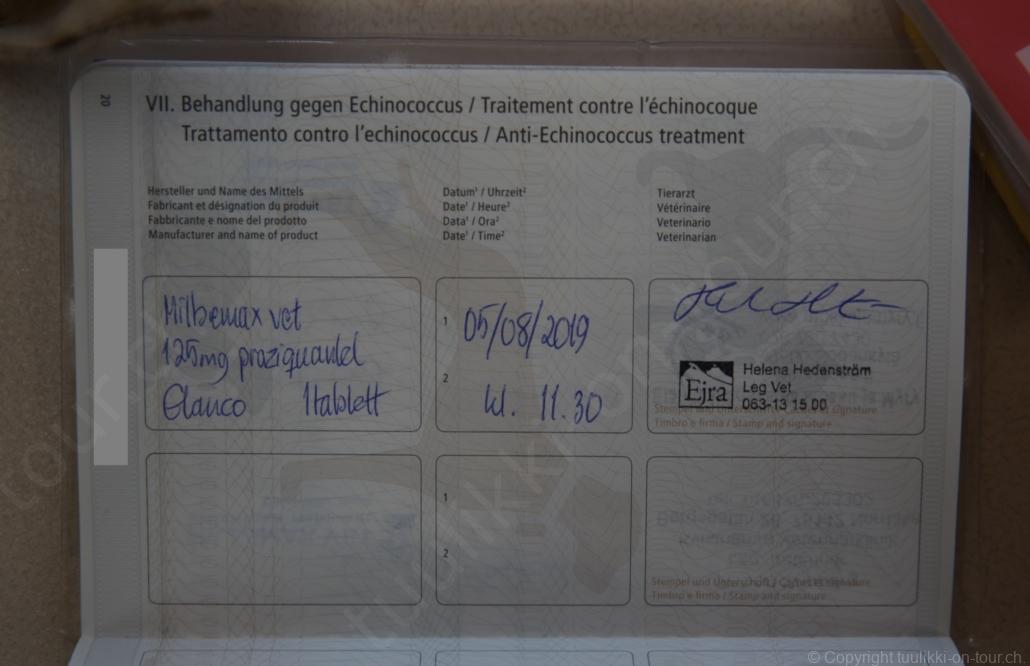 20
VII. Behandlung gegen Echinococcus / Traitement contre l'échinocoque
Trattamento contro l'echinococcus / Anti-Echinococcus treatment
Hersteller und Name des Mittels
Fabricant et désignation du produit
Fabbricante e nome del prodotto
Manufacturer and name of product
Datum¹ / Uhrzeit²
Date¹ / Heure²
Data¹ / Ora²
Date¹ / Time²
Tierarzt
Vétérinaire
Veterinario
Veterinarian
Milbemax vet
125mg praziquantel
Elanco 1tablett
1 05/08/2019
2 kl. 11.30
Ejra
Helena Hedenström
Leg Vet
063-13 15 00
Stempel und Unterschrift / Cachet et signature
Timbro e firma / Stamp and signature
1
2
Stempel und Unterschrift / Cachet et signature
Timbro e firma / Stamp and signature
tuulikki-on-tour.ch
© Copyright tuulikki-on-tour.ch